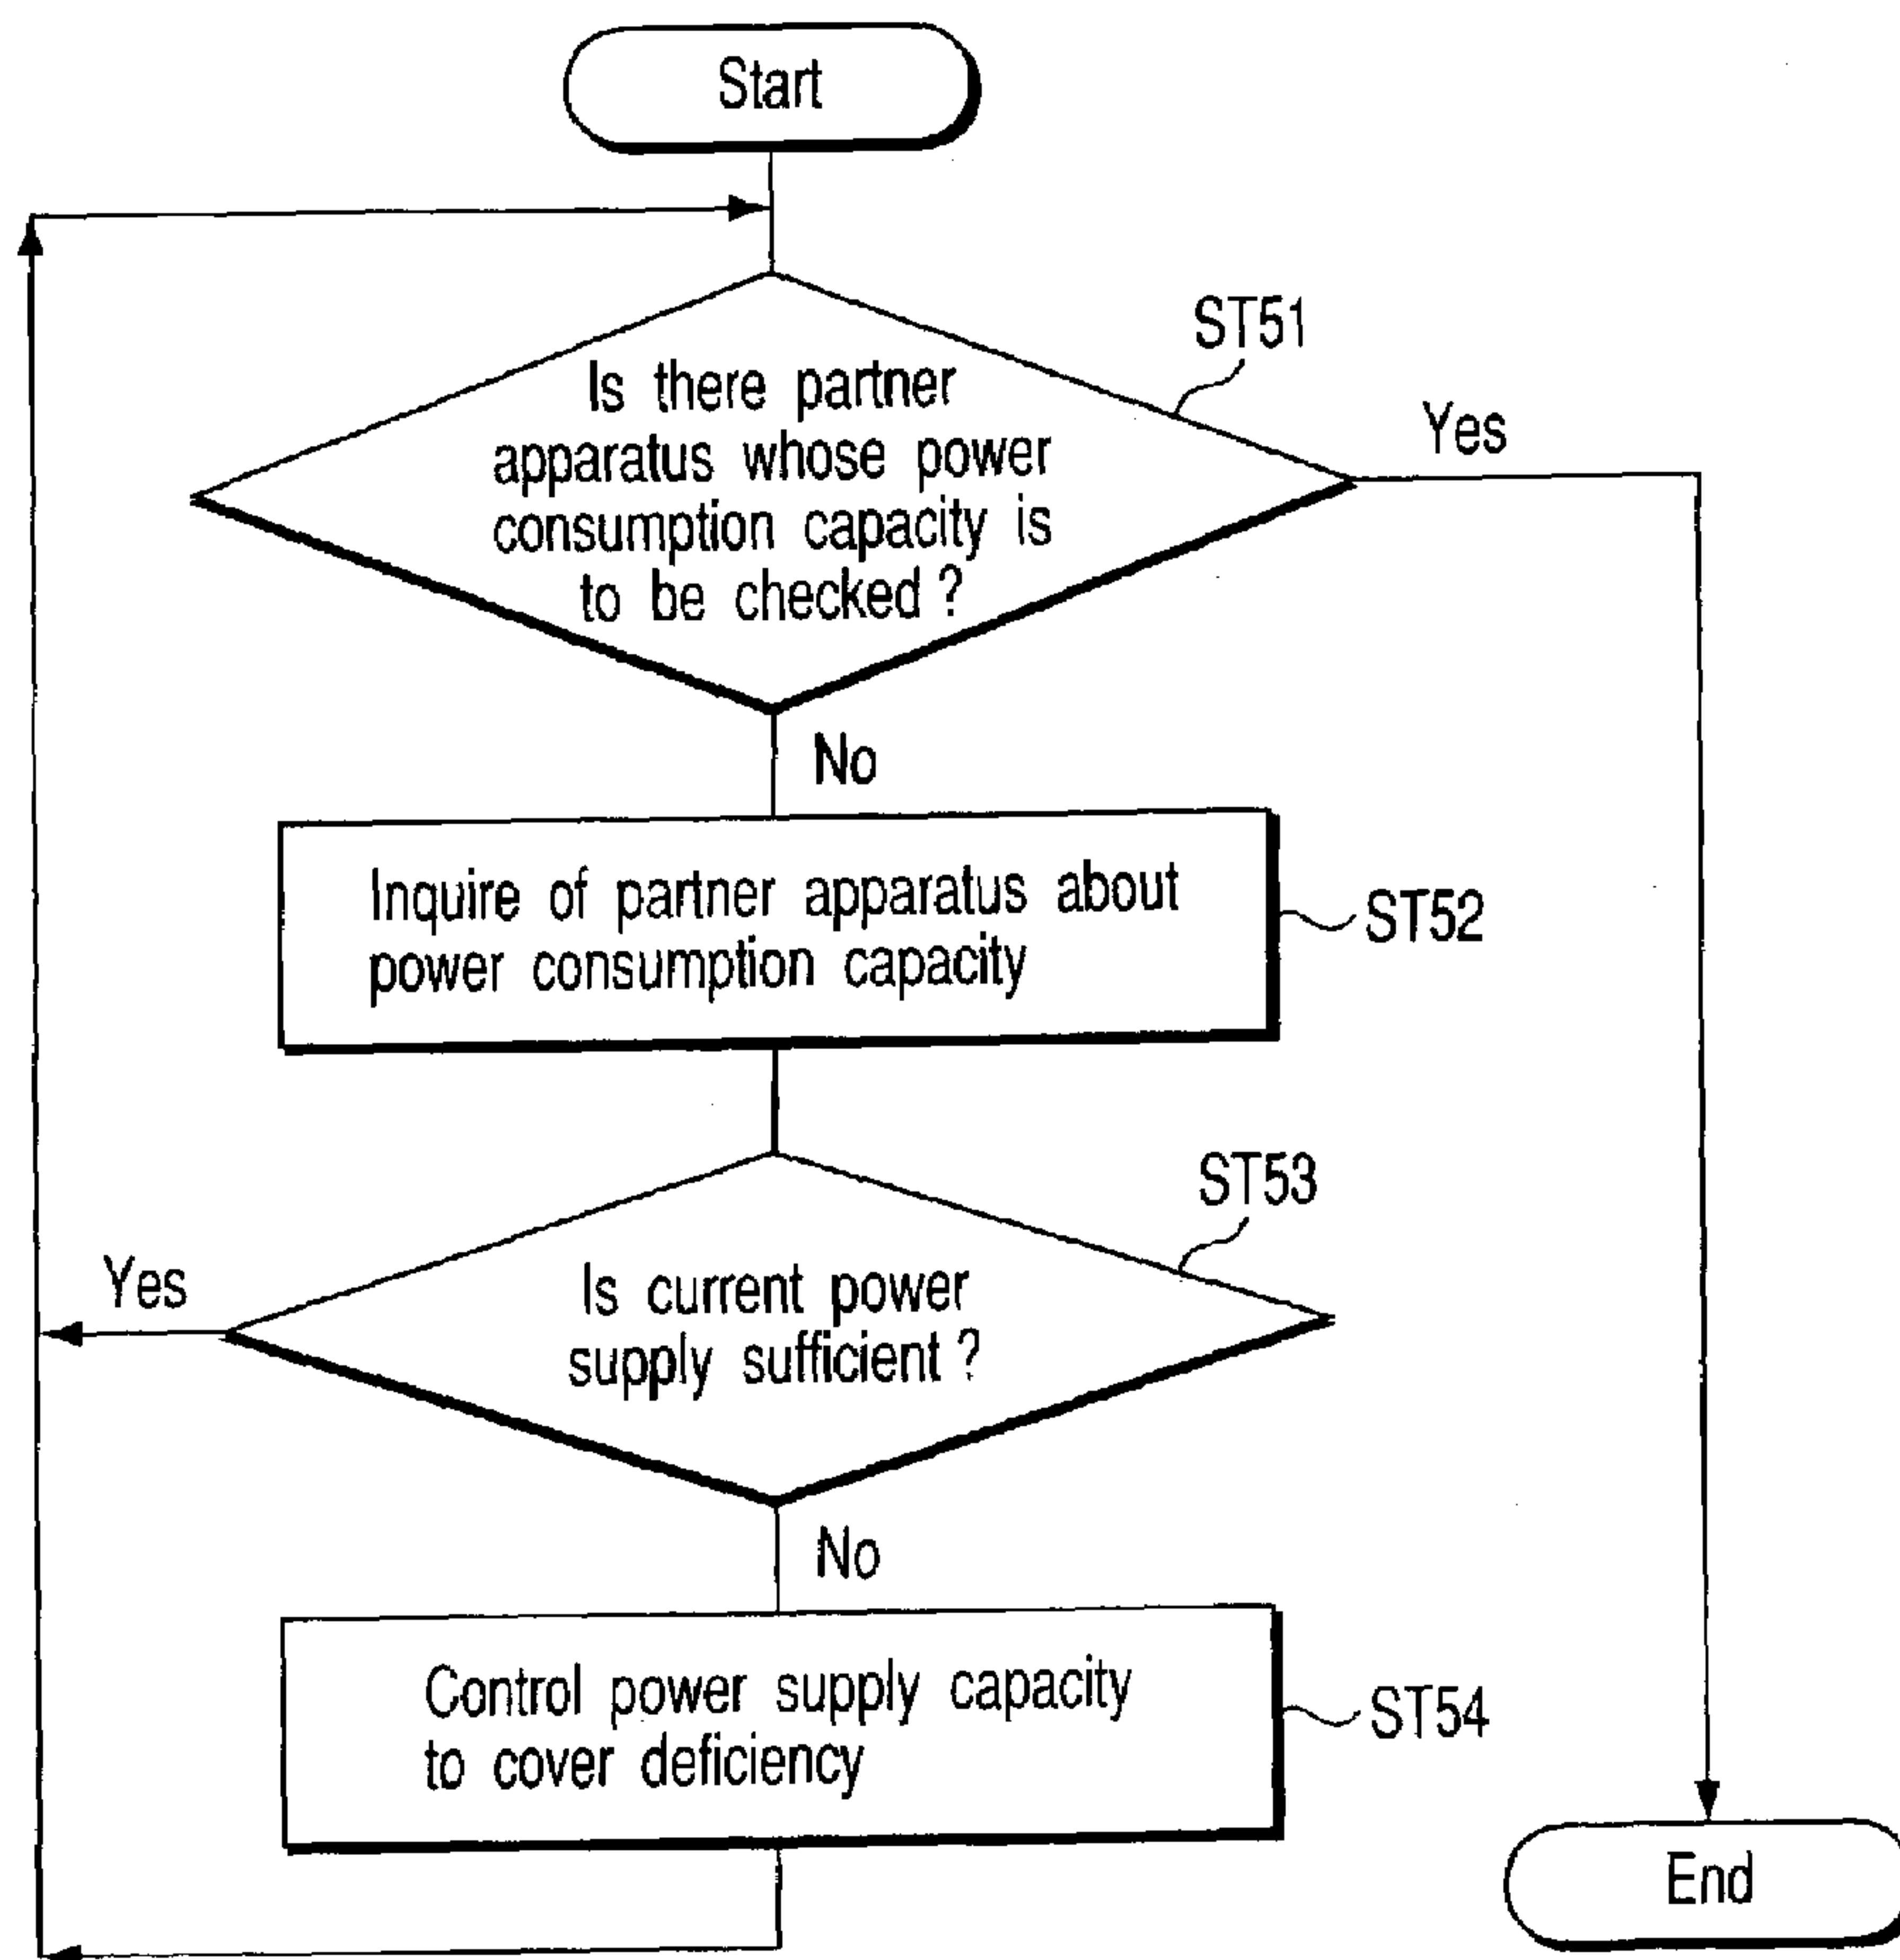 Start
ST51
Is there partner
apparatus whose power
consumption capacity is
to be checked ?
Yes
No
Inquire of partner apparatus about
power consumption capacity
ST52
ST53
Is current power
supply sufficient ?
Yes
No
Control power supply capacity
to cover deficiency
ST54
End